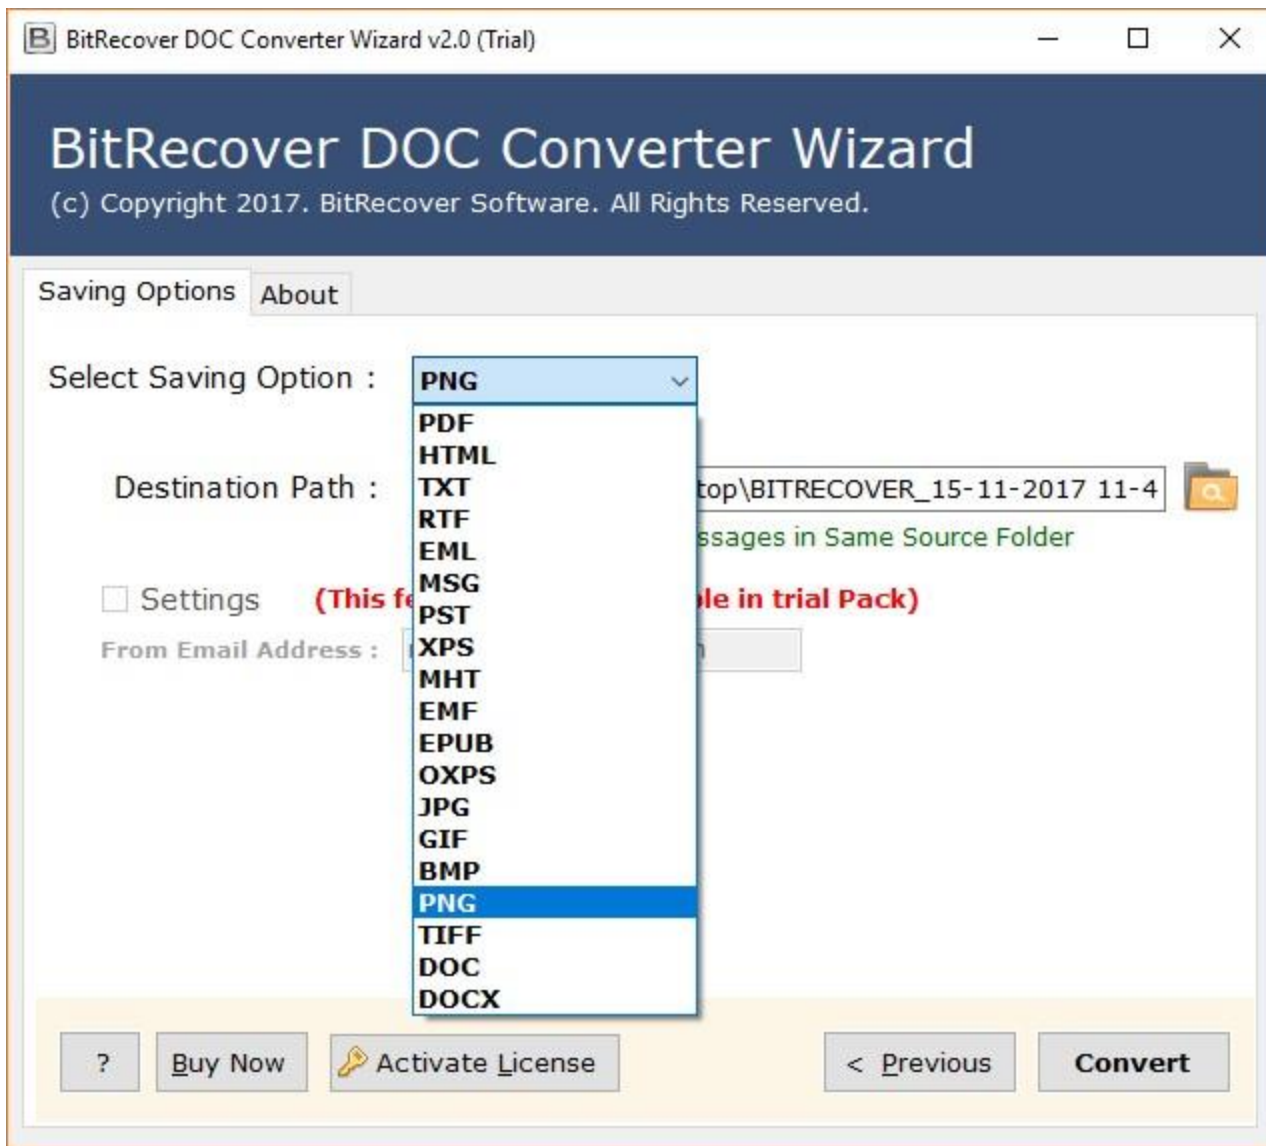 BitRecover DOC Converter Wizard v2.0 (Trial)
BitRecover DOC Converter Wizard
(c) Copyright 2017. BitRecover Software. All Rights Reserved.
Saving Options About
Select Saving Option : PNG
PDF
HTML
Destination Path : TXT top\BITRECOVER_15-11-2017 11-4
RTF
EML ssages in Same Source Folder
MSG
Settings (This fe le in trial Pack)
PST
From Email Address : XPS
MHT
EMF
EPUB
OXPS
JPG
GIF
BMP
PNG
TIFF
DOC
DOCX
? Buy Now Activate License < Previous Convert